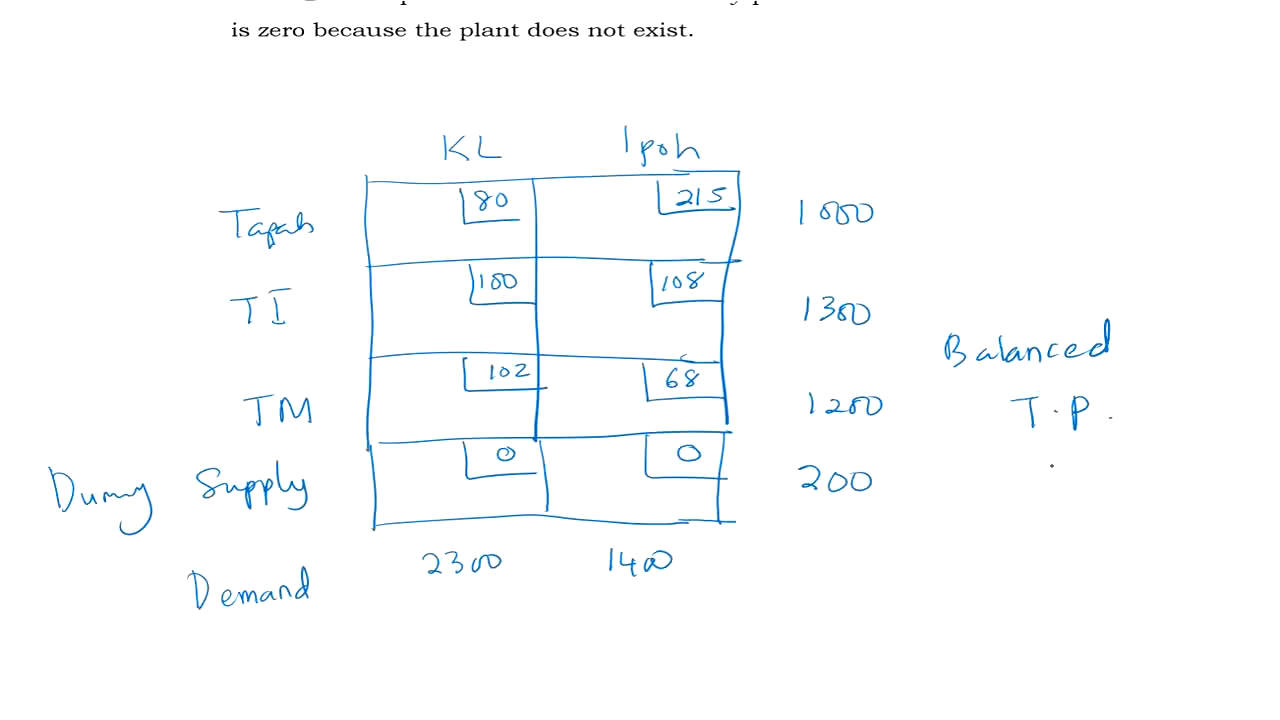 is zero because the plant does not exist.
KL Ipoh
Tapah 80 215 1000
TI 100 108 1300
Balanced
TM 102 68 1200 T.P.
Dummy Supply 0 0 200
Demand 2300 1400